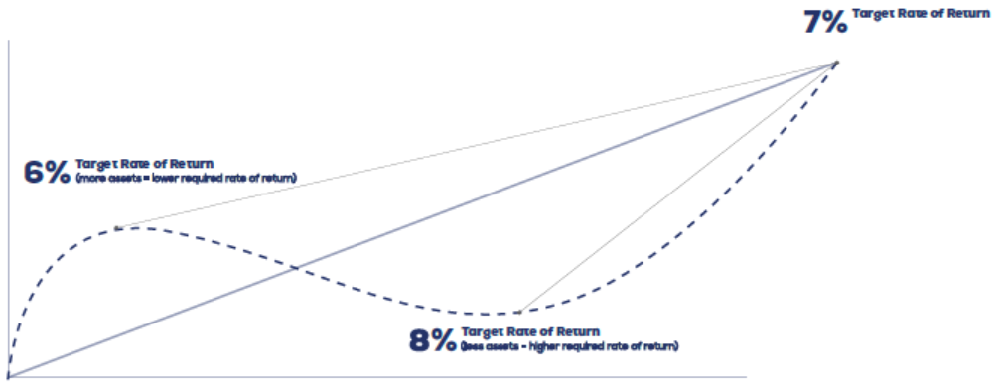 7% Target Rate of Return
6% Target Rate of Return
(more assets = lower required rate of return)
8% Target Rate of Return
(less assets - higher required rate of return)